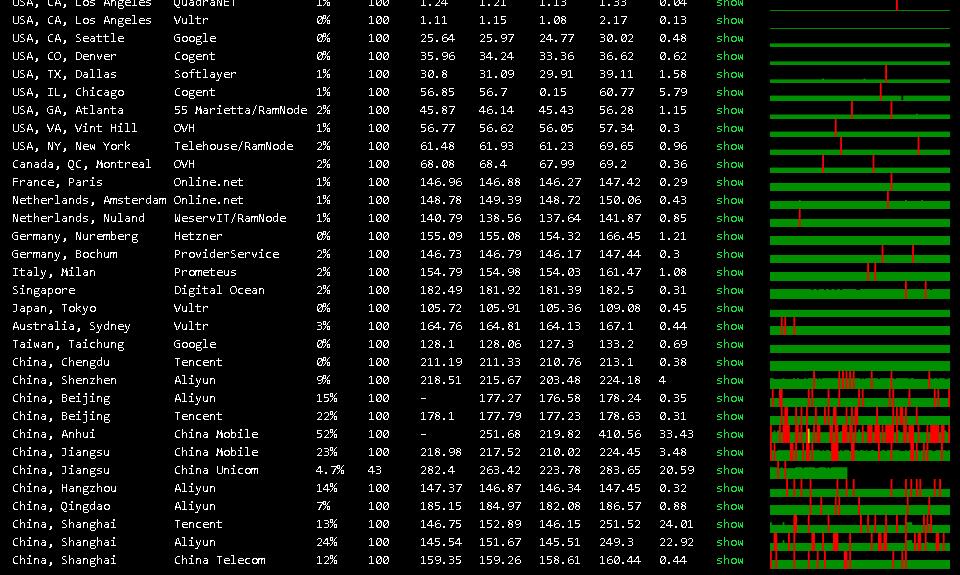 USA, CA, Los Angeles QuadraNET 1% 100 1.24 1.21 1.13 1.33 0.04 show
USA, CA, Los Angeles Vultr 0% 100 1.11 1.15 1.08 2.17 0.13 show
USA, CA, Seattle Google 0% 100 25.64 25.97 24.77 30.02 0.48 show
USA, CO, Denver Cogent 0% 100 35.96 34.24 33.36 36.62 0.62 show
USA, TX, Dallas Softlayer 1% 100 30.8 31.09 29.91 39.11 1.58 show
USA, IL, Chicago Cogent 1% 100 56.85 56.7 0.15 60.77 5.79 show
USA, GA, Atlanta 55 Marietta/RamNode 2% 100 45.87 46.14 45.43 56.28 1.15 show
USA, VA, Vint Hill OVH 1% 100 56.77 56.62 56.05 57.34 0.3 show
USA, NY, New York Telehouse/RamNode 2% 100 61.48 61.93 61.23 69.65 0.96 show
Canada, QC, Montreal OVH 2% 100 68.08 68.4 67.99 69.2 0.36 show
France, Paris Online.net 1% 100 146.96 146.88 146.27 147.42 0.29 show
Netherlands, Amsterdam Online.net 1% 100 148.78 149.39 148.72 150.06 0.43 show
Netherlands, Nuland WeservIT/RamNode 1% 100 140.79 138.56 137.64 141.87 0.85 show
Germany, Nuremberg Hetzner 0% 100 155.09 155.08 154.32 166.45 1.21 show
Germany, Bochum ProviderService 2% 100 146.73 146.79 146.17 147.44 0.3 show
Italy, Milan Prometeus 2% 100 154.79 154.98 154.03 161.47 1.08 show
Singapore Digital Ocean 2% 100 182.49 181.92 181.39 182.5 0.31 show
Japan, Tokyo Vultr 0% 100 105.72 105.91 105.36 109.08 0.45 show
Australia, Sydney Vultr 3% 100 164.76 164.81 164.13 167.1 0.44 show
Taiwan, Taichung Google 0% 100 128.1 128.06 127.3 133.2 0.69 show
China, Chengdu Tencent 0% 100 211.19 211.33 210.76 213.1 0.38 show
China, Shenzhen Aliyun 9% 100 218.51 215.67 203.48 224.18 4 show
China, Beijing Aliyun 15% 100 - 177.27 176.58 178.24 0.35 show
China, Beijing Tencent 22% 100 178.1 177.79 177.23 178.63 0.31 show
China, Anhui China Mobile 52% 100 - 251.68 219.82 410.56 33.43 show
China, Jiangsu China Mobile 23% 100 218.98 217.52 210.02 224.45 3.48 show
China, Jiangsu China Unicom 4.7% 43 282.4 263.42 223.78 283.65 20.59 show
China, Hangzhou Aliyun 14% 100 147.37 146.87 146.34 147.45 0.32 show
China, Qingdao Aliyun 7% 100 185.15 184.97 182.08 186.57 0.88 show
China, Shanghai Tencent 13% 100 146.75 152.89 146.15 251.52 24.01 show
China, Shanghai Aliyun 24% 100 145.54 151.67 145.51 249.3 22.92 show
China, Shanghai China Telecom 12% 100 159.35 159.26 158.61 160.44 0.44 show